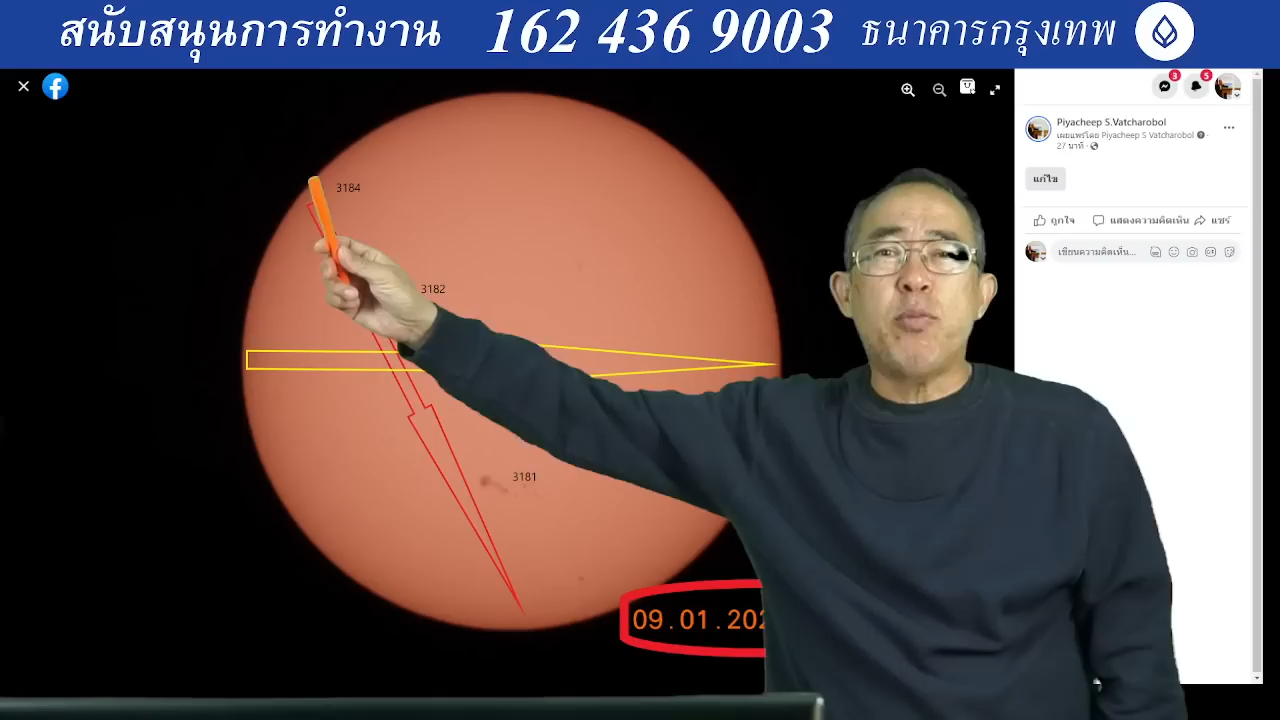 สนับสนุนการทำงาน 162 436 9003 ธนาคารกรุงเทพ
3 5
Piyacheep S.Vatcharobol
เผยแพร่โดย Piyacheep S Vatcharobol
27 นาที
แก้ไข
ถูกใจ แสดงความคิดเห็น แชร์
เขียนความคิดเห็น...
3184
3182
3181
09.01.202